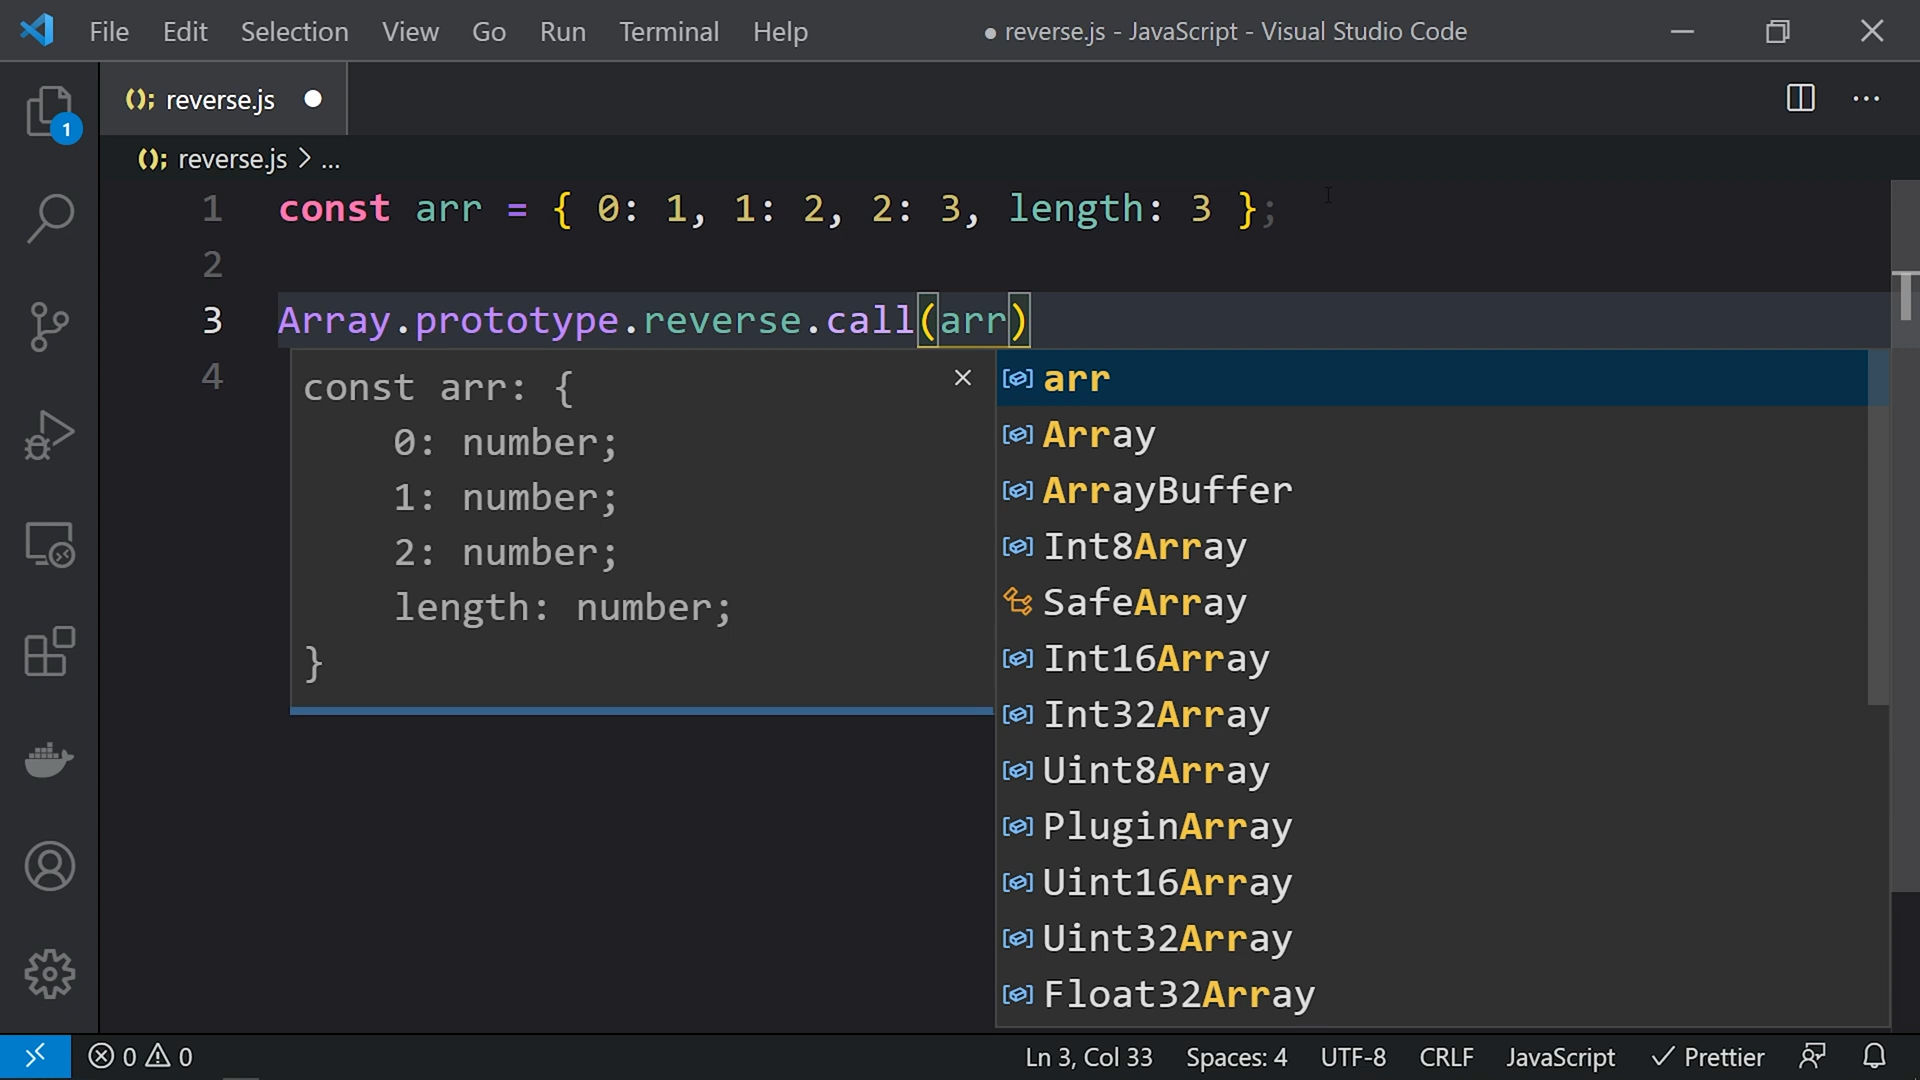 File Edit Selection View Go Run Terminal Help ● reverse.js - JavaScript - Visual Studio Code
(); reverse.js ●
(); reverse.js > ...
1
1 const arr = { 0: 1, 1: 2, 2: 3, length: 3 };
2
3 Array.prototype.reverse.call(arr)
4
const arr: {
0: number;
1: number;
2: number;
length: number;
}
arr
Array
ArrayBuffer
Int8Array
SafeArray
Int16Array
Int32Array
Uint8Array
PluginArray
Uint16Array
Uint32Array
Float32Array
0 0 Ln 3, Col 33 Spaces: 4 UTF-8 CRLF JavaScript ✓ Prettier